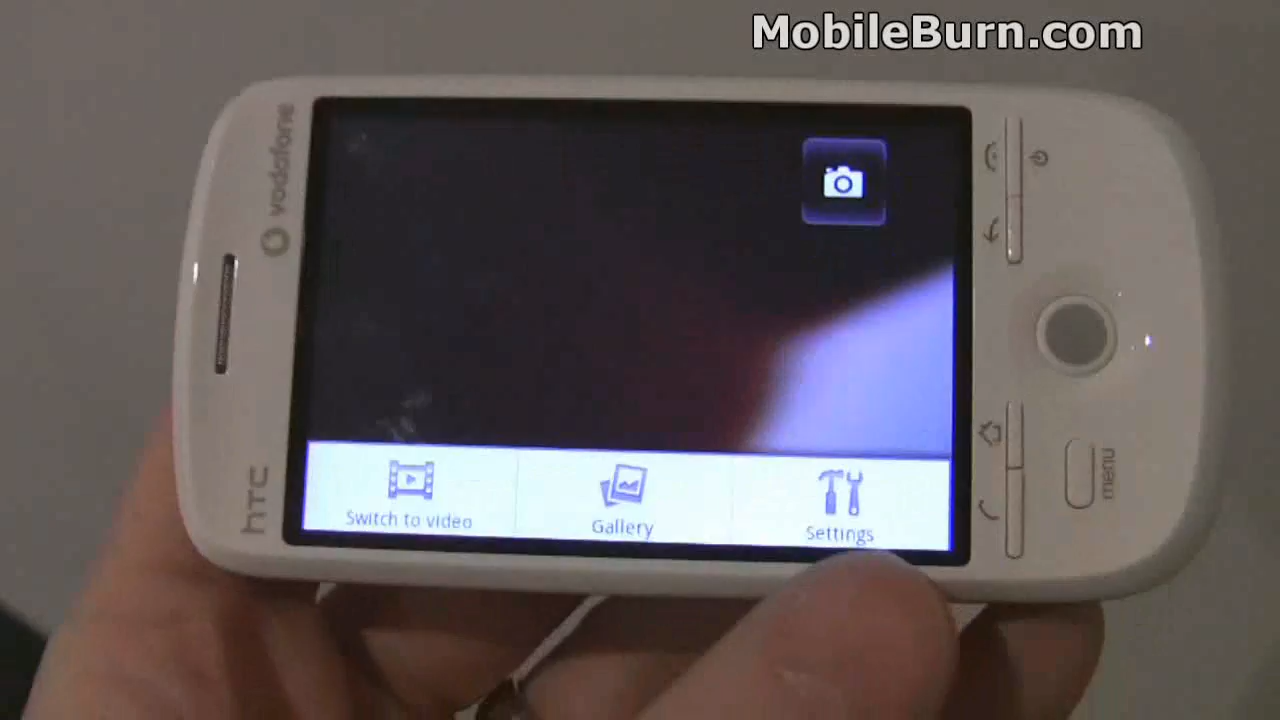 MobileBurn.com
vodafone
hTC
Switch to video
Gallery
Settings
menu